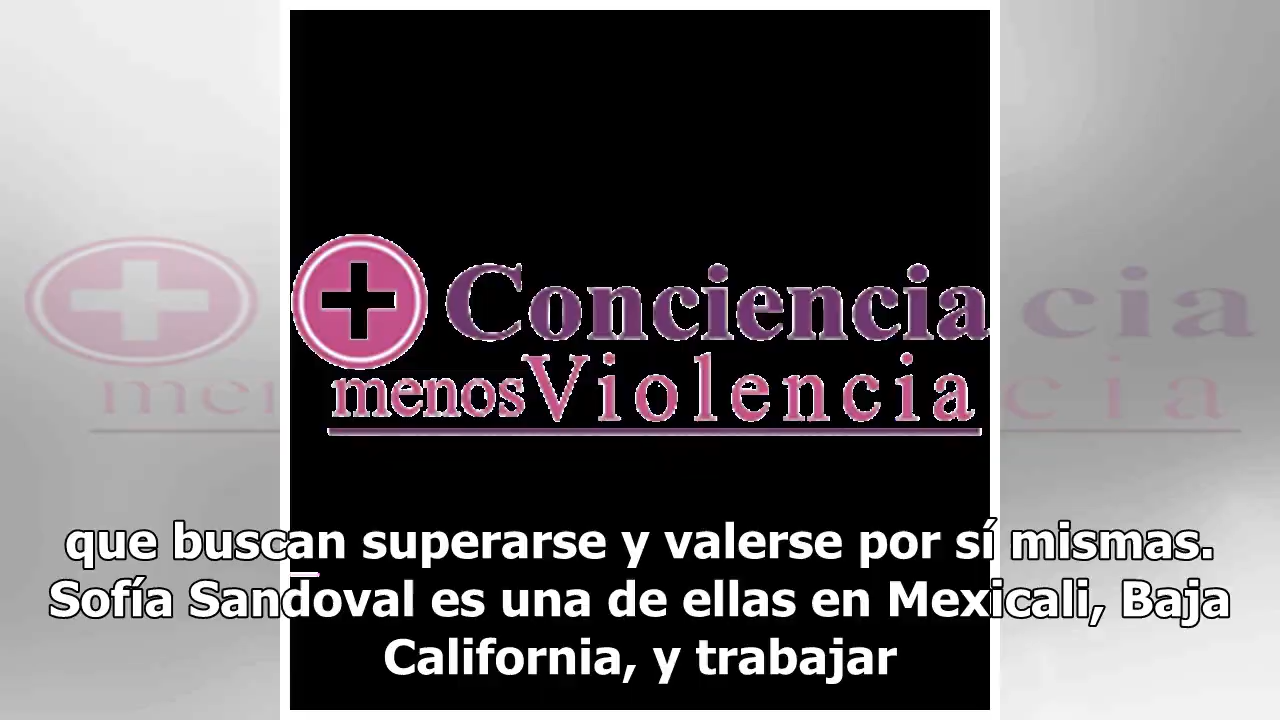 Conciencia
menos Violencia
que buscan superarse y valerse por sí mismas.
Sofía Sandoval es una de ellas en Mexicali, Baja
California, y trabajar